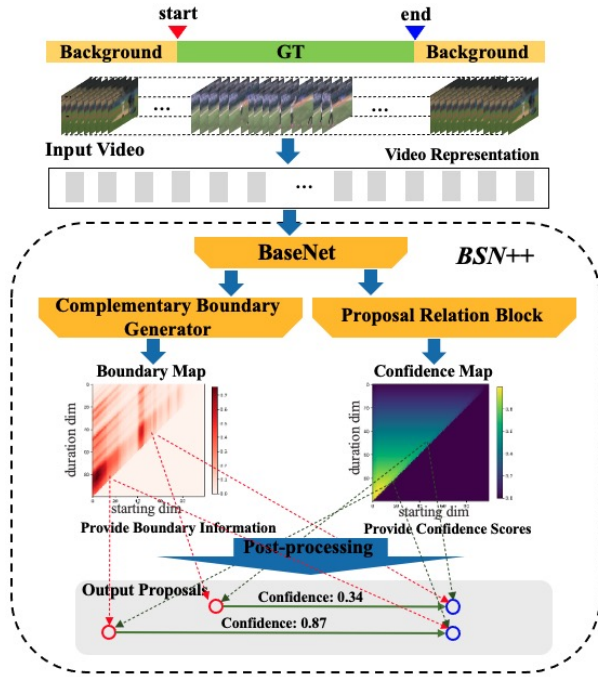 start
end
Background
GT
Background
...
...
Input Video
Video Representation
...
BaseNet
BSN++
Complementary Boundary
Generator
Proposal Relation Block
Boundary Map
Confidence Map
duration dim
starting dim
duration dim
starting dim
Provide Boundary Information
Provide Confidence Scores
Post-processing
Output Proposals
Confidence: 0.34
Confidence: 0.87